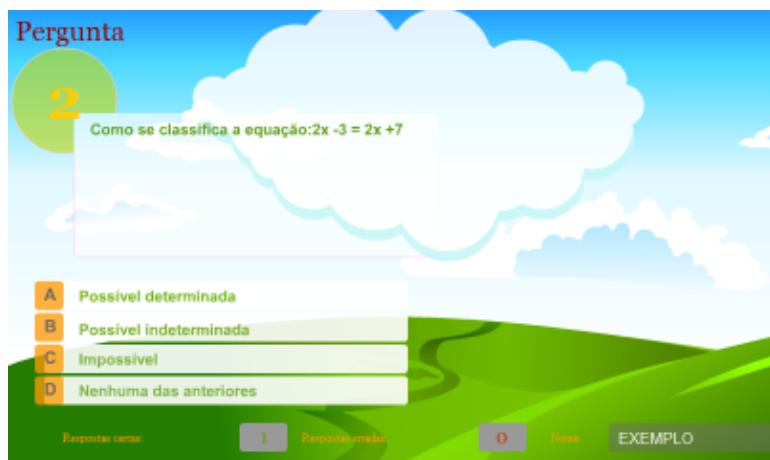 Pergunta
2
Como se classifica a equação:2x -3 = 2x +7
A Possível determinada
B Possível indeterminada
C Impossível
D Nenhuma das anteriores
Respostas certas: 1 Respostas erradas: 0 Nome: EXEMPLO